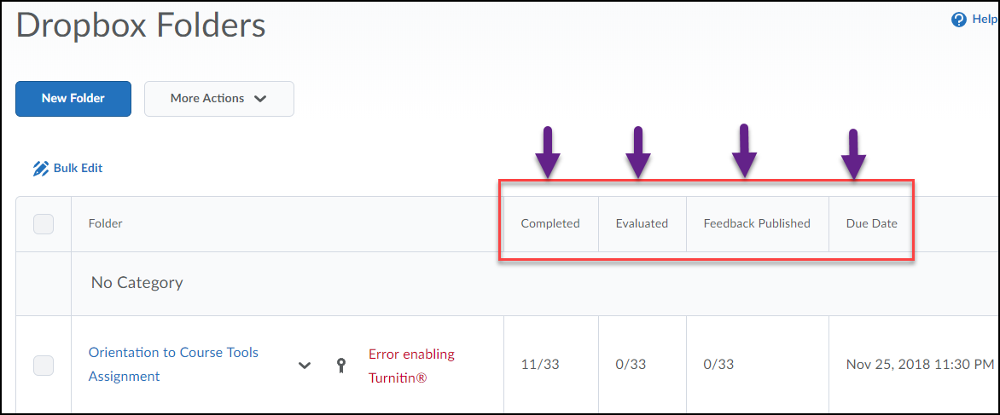 Dropbox Folders
Help
New Folder
More Actions
Bulk Edit
Folder Completed Evaluated Feedback Published Due Date
No Category
Orientation to Course Tools
Assignment
Error enabling
Turnitin®
11/33 0/33 0/33 Nov 25, 2018 11:30 PM